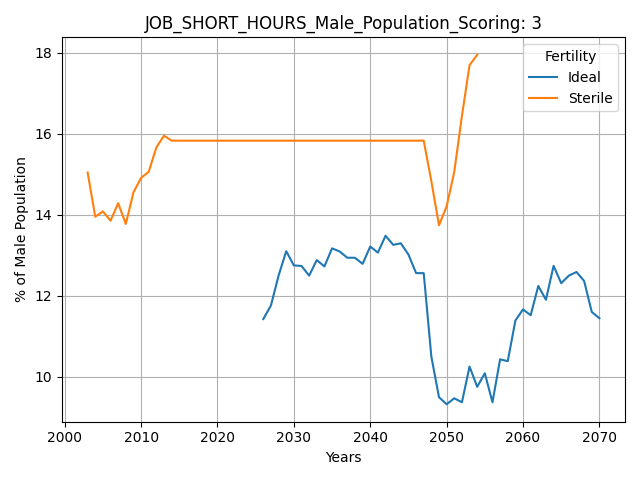 JOB_SHORT_HOURS_Male_Population_Scoring: 3
Fertility
Ideal
Sterile
% of Male Population
18
16
14
12
10
2000 2010 2020 2030 2040 2050 2060 2070
Years